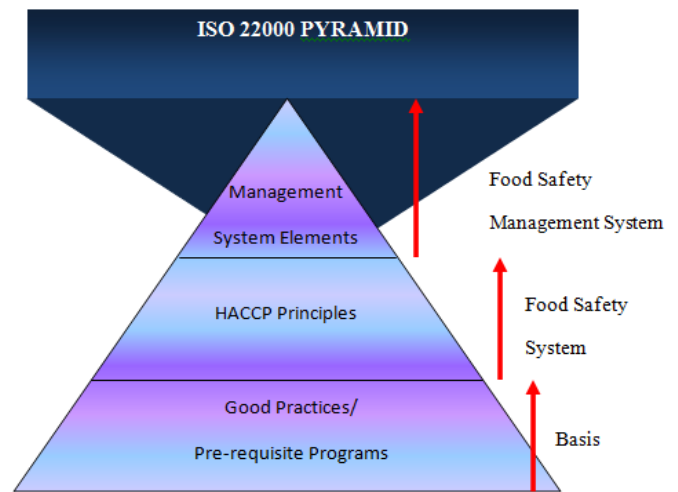 ISO 22000 PYRAMID
Management
System Elements
Food Safety
Management System
HACCP Principles
Food Safety
System
Good Practices/
Pre-requisite Programs
Basis